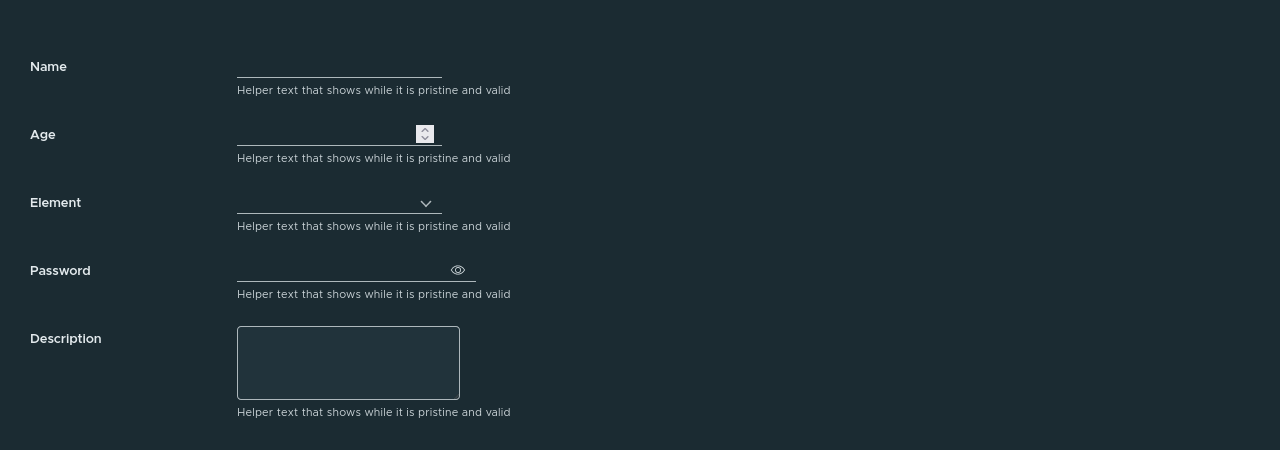 Name
Helper text that shows while it is pristine and valid
Age
Helper text that shows while it is pristine and valid
Element
Helper text that shows while it is pristine and valid
Password
Helper text that shows while it is pristine and valid
Description
Helper text that shows while it is pristine and valid